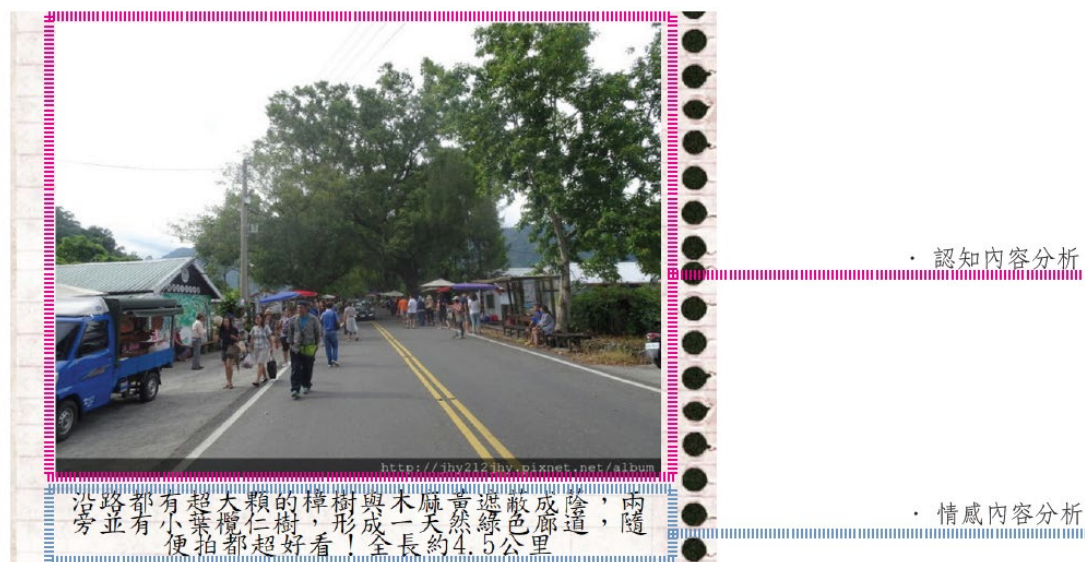 http://jhy212jhy.pixnet.net/album
· 認知內容分析
沿路都有超大顆的樟樹與木麻黃遮蔽成蔭，兩
旁並有小葉欖仁樹，形成一天然綠色廊道，隨
便拍都超好看！全長約4.5公里
· 情感內容分析